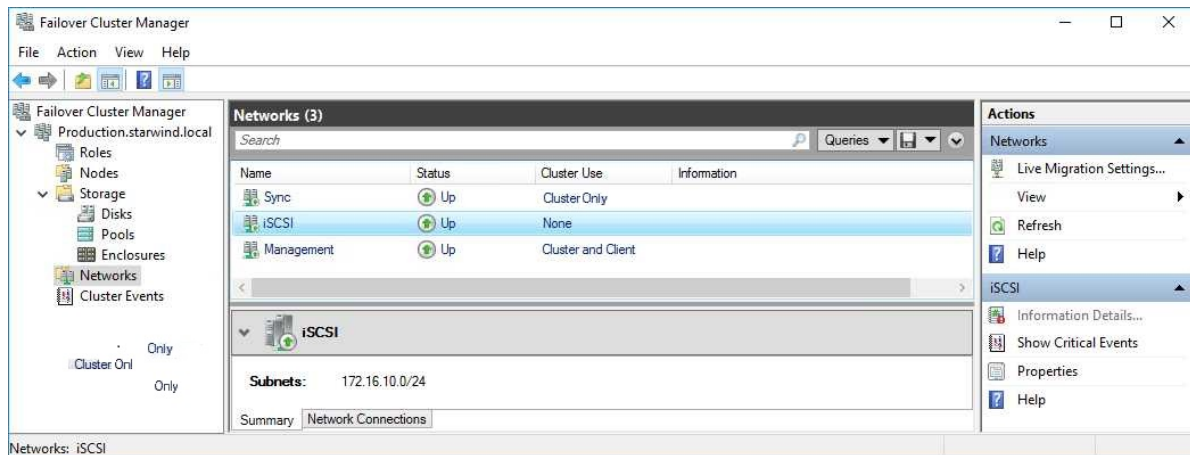 Failover Cluster Manager
File Action View Help
Failover Cluster Manager
Production.starwind.local
Roles
Nodes
Storage
Disks
Pools
Enclosures
Networks
Cluster Events
Only
Cluster Onl
Only
Networks (3)
Search
Queries
Name Status Cluster Use Information
Sync Up Cluster Only
iSCSI Up None
Management Up Cluster and Client
iSCSI
Subnets: 172.16.10.0/24
Summary Network Connections
Actions
Networks
Live Migration Settings...
View
Refresh
Help
iSCSI
Information Details...
Show Critical Events
Properties
Help
Networks: iSCSI